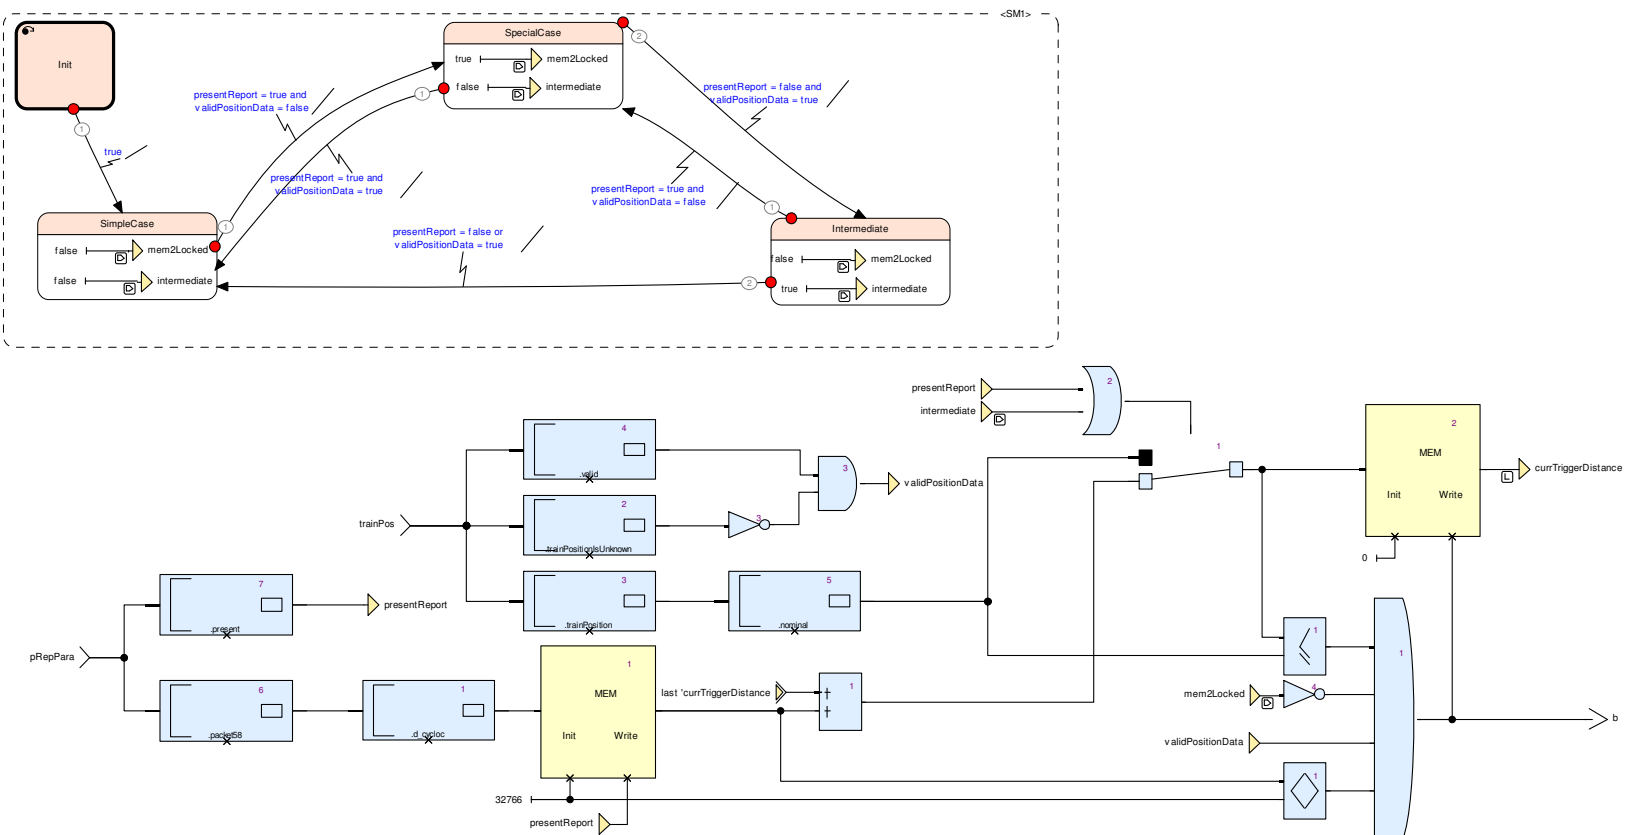 <SM1>
Init
1
true
SpecialCase
true
mem2Locked
false
intermediate
1
2
presentReport = true and
validPositionData = false
presentReport = true and
validPositionData = true
presentReport = false and
validPositionData = true
presentReport = true and
validPositionData = false
presentReport = false or
validPositionData = true
SimpleCase
false
mem2Locked
false
intermediate
1
Intermediate
false
mem2Locked
true
intermediate
1
2
presentReport
intermediate
2
1
2
MEM
Init
Write
L
currTriggerDistance
0
4
.valid
3
validPositionData
trainPos
2
.trainPositionIsUnknown
3
3
.trainPosition
5
.nominal
7
.present
presentReport
pRepPara
6
.packet58
1
.d_cycloc
1
MEM
Init
Write
last 'currTriggerDistance
+
+
1
32766
presentReport
1
mem2Locked
4
validPositionData
1
1
b